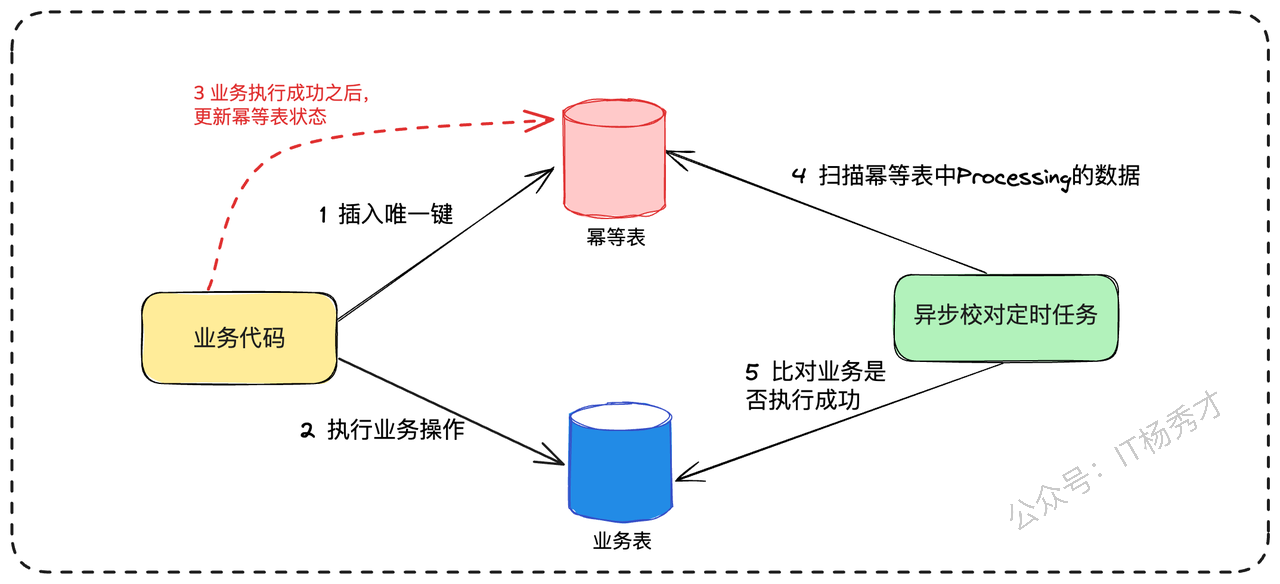 3 业务执行成功之后,
更新幂等表状态
4 扫描幂等表中Processing的数据
1 插入唯一键
幂等表
业务代码
异步校对定时任务
5 比对业务是
否执行成功
2 执行业务操作
业务表
公众号：IT杨秀才